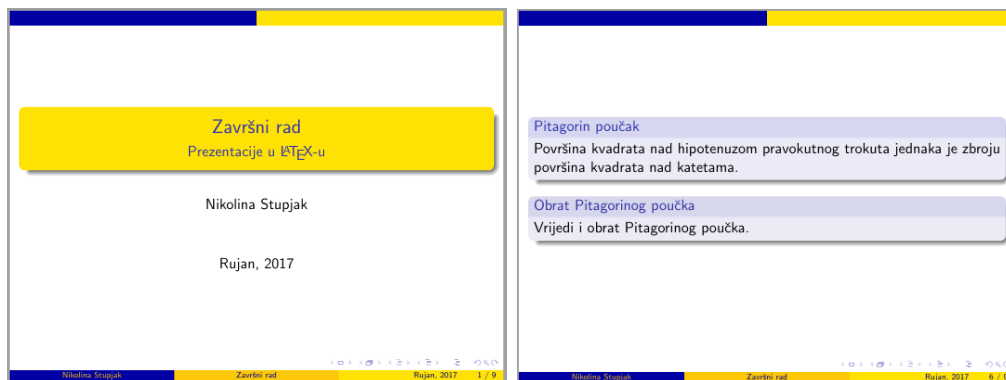 Završni rad
Prezentacije u LATEX-u
Nikolina Stupjak
Rujan, 2017
Nikolina Stupjak Završni rad Rujan, 2017 1 / 9
Pitagorin poučak
Površina kvadrata nad hipotenuzom pravokutnog trokuta jednaka je zbroju
površina kvadrata nad katetama.
Obrat Pitagorinog poučka
Vrijedi i obrat Pitagorinog poučka.
Nikolina Stupjak Završni rad Rujan, 2017 6 /